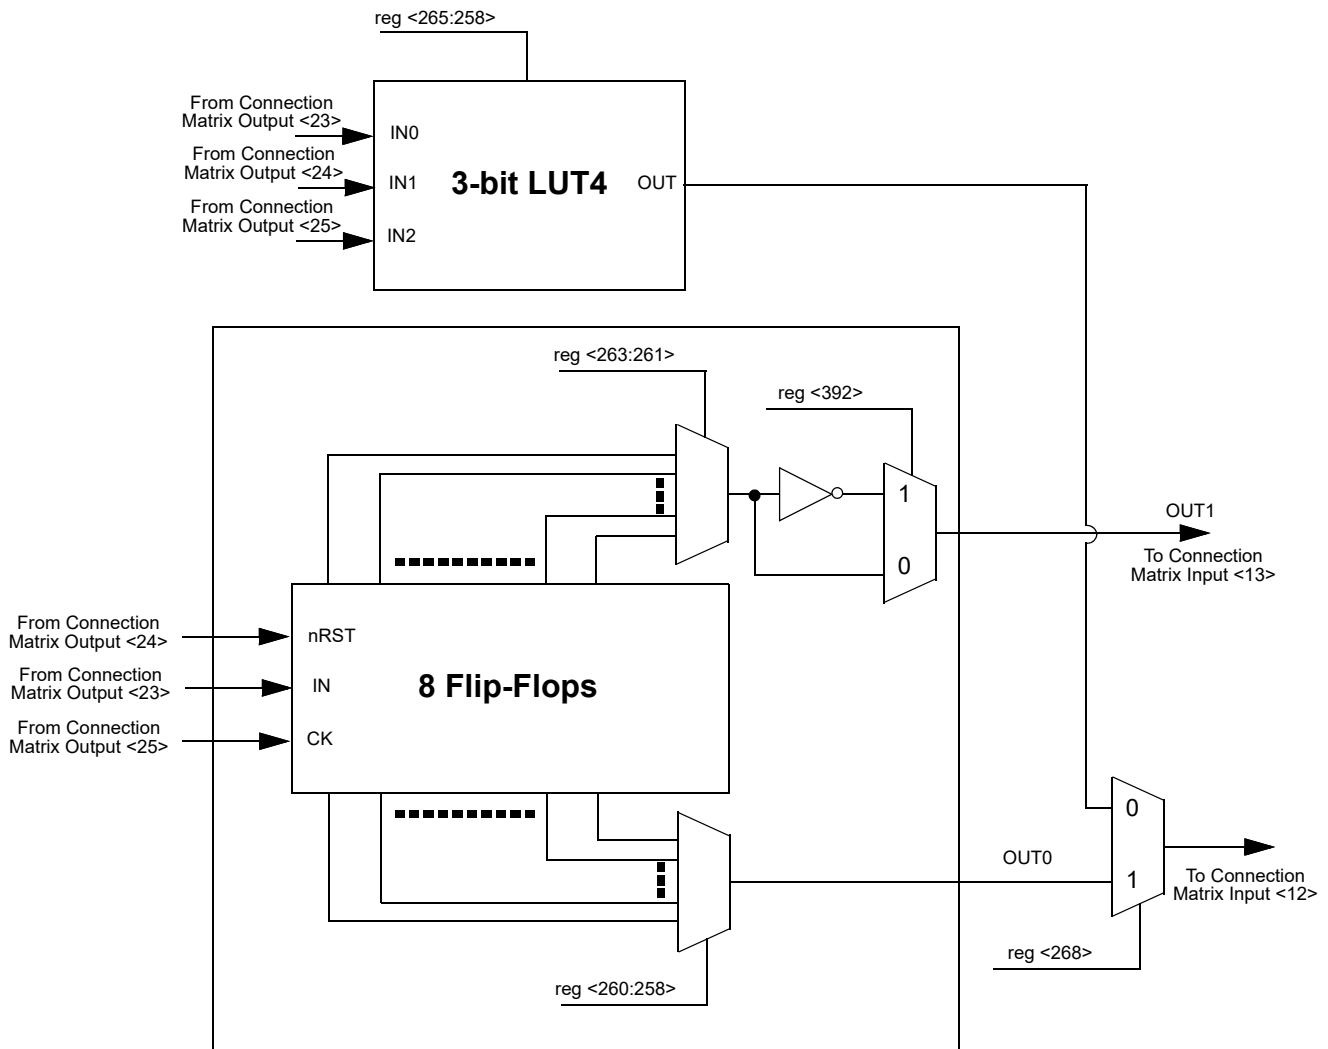 reg <265:258>
From Connection
Matrix Output <23>
IN0
From Connection
Matrix Output <24>
IN1
3-bit LUT4
OUT
From Connection
Matrix Output <25>
IN2
reg <263:261>
reg <392>
1
0
OUT1
To Connection
Matrix Input <13>
From Connection
Matrix Output <24>
nRST
From Connection
Matrix Output <23>
IN
8 Flip-Flops
From Connection
Matrix Output <25>
CK
0
OUT0
1
To Connection
Matrix Input <12>
reg <268>
reg <260:258>